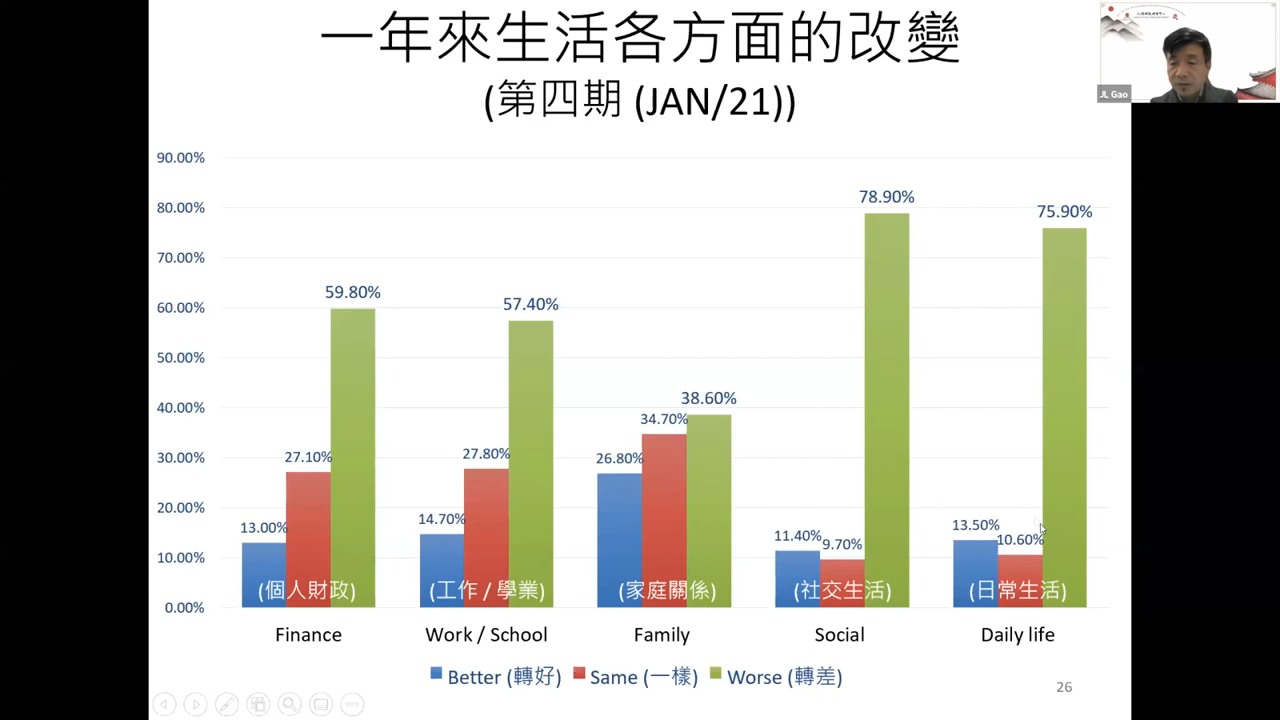 一年來生活各方面的改變
(第四期 (JAN/21))
JL Gao
90.00%
80.00%
70.00%
60.00%
50.00%
40.00%
30.00%
20.00%
10.00%
0.00%
13.00%
27.10%
59.80%
14.70%
27.80%
57.40%
26.80%
34.70%
38.60%
11.40%
9.70%
78.90%
13.50%
10.60%
75.90%
(個人財政)
(工作 / 學業)
(家庭關係)
(社交生活)
(日常生活)
Finance
Work / School
Family
Social
Daily life
Better (轉好)
Same (一樣)
Worse (轉差)
26